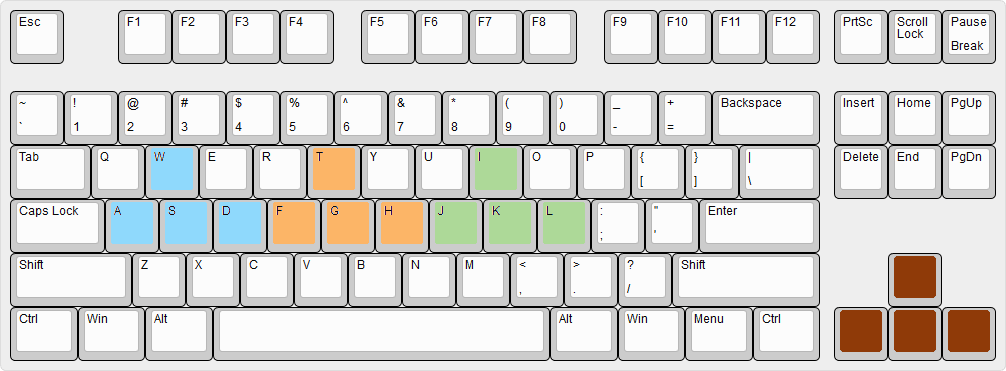 Esc F1 F2 F3 F4 F5 F6 F7 F8 F9 F10 F11 F12 PrtSc Scroll Lock Pause Break
~ ` ! 1 @ 2 # 3 $ 4 % 5 ^ 6 & 7 * 8 ( 9 ) 0 _ - + = Backspace Insert Home PgUp
Tab Q W E R T Y U I O P { [ } ] | \ Delete End PgDn
Caps Lock A S D F G H J K L : ; " ' Enter
Shift Z X C V B N M < , > . ? / Shift
Ctrl Win Alt Alt Win Menu Ctrl